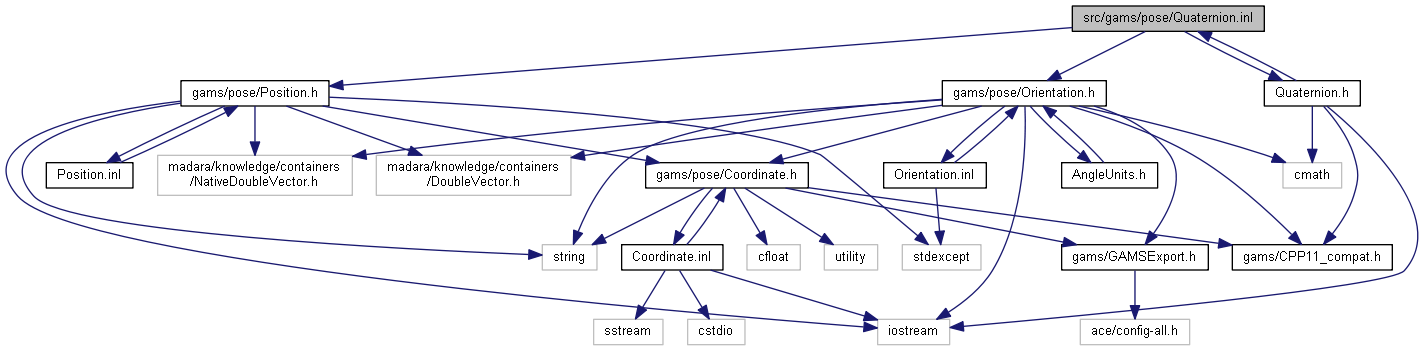 src/gams/pose/Quaternion.inl
gams/pose/Position.h
gams/pose/Orientation.h
Quaternion.h
Position.inl
madara/knowledge/containers
/NativeDoubleVector.h
madara/knowledge/containers
/DoubleVector.h
gams/pose/Coordinate.h
Orientation.inl
AngleUnits.h
cmath
string
Coordinate.inl
cfloat
utility
stdexcept
gams/GAMSExport.h
gams/CPP11_compat.h
sstream
cstdio
iostream
ace/config-all.h